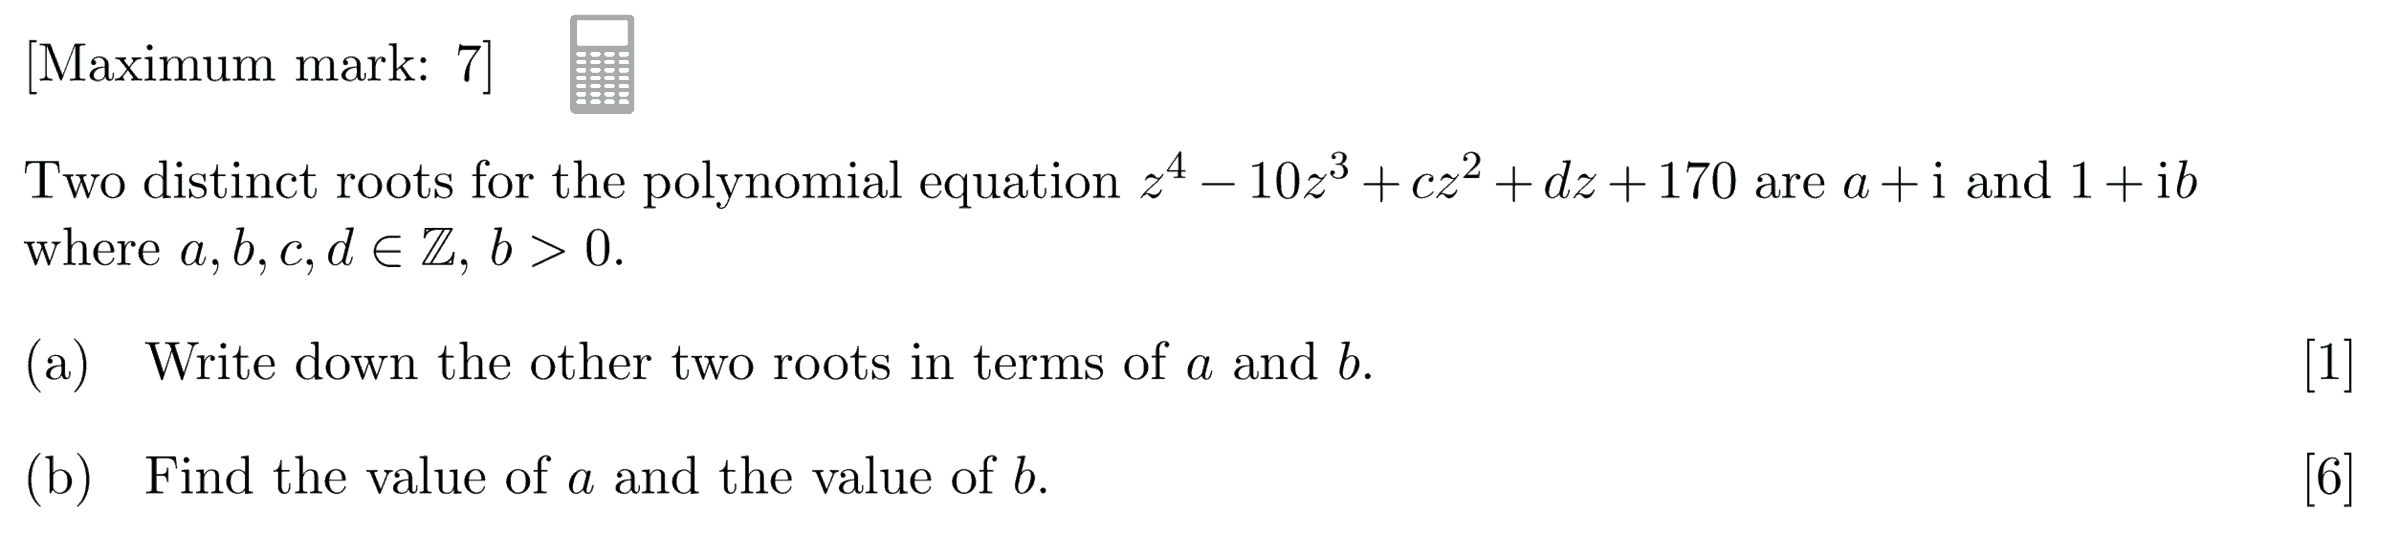 [Maximum mark: 7]
Two distinct roots for the polynomial equation z⁴ − 10z³ + cz² + dz + 170 are a + i and 1 + ib
where a, b, c, d ∈ ℤ, b > 0.
(a) Write down the other two roots in terms of a and b. [1]
(b) Find the value of a and the value of b. [6]